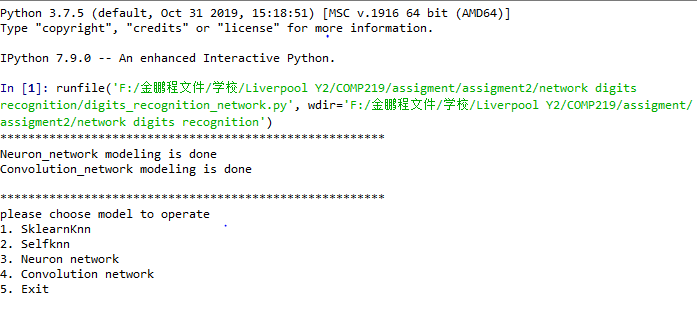 Python 3.7.5 (default, Oct 31 2019, 15:18:51) [MSC v.1916 64 bit (AMD64)]
Type "copyright", "credits" or "license" for more information.
IPython 7.9.0 -- An enhanced Interactive Python.
In [1]: runfile('F:/金鹏程文件/学校/Liverpool Y2/COMP219/assigment/assigment2/network digits
recognition/digits_recognition_network.py', wdir='F:/金鹏程文件/学校/Liverpool Y2/COMP219/assigment/
assigment2/network digits recognition')
*******************************************************
Neuron_network modeling is done
Convolution_network modeling is done
*******************************************************
please choose model to operate
1. SklearnKnn
2. Selfknn
3. Neuron network
4. Convolution network
5. Exit